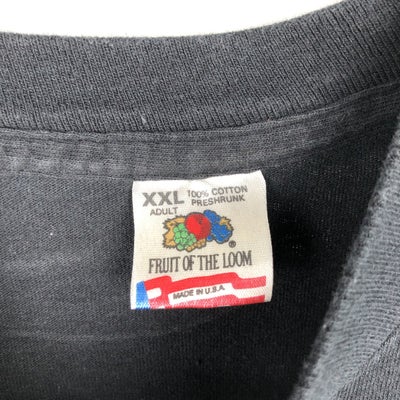 XXL 100% COTTON
ADULT PRESHRUNK
®
FRUIT OF THE LOOM
MADE IN U.S.A.